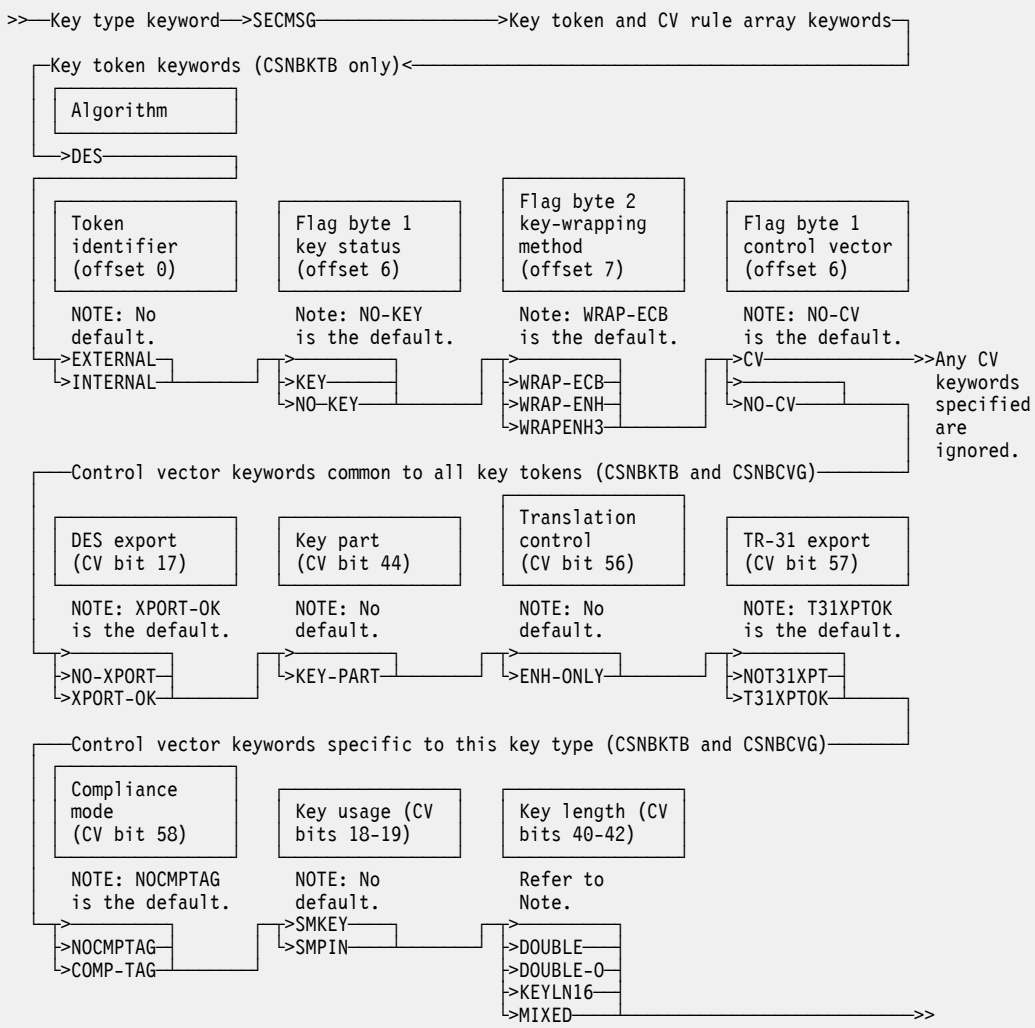 >>—Key type keyword—>SECMSG—>Key token and CV rule array keywords
Key token keywords (CSNBKTB only)<
Algorithm
>DES
Token identifier (offset 0)
Flag byte 1 key status (offset 6)
Flag byte 2 key-wrapping method (offset 7)
Flag byte 1 control vector (offset 6)
NOTE: No default.
Note: NO-KEY is the default.
Note: WRAP-ECB is the default.
NOTE: NO-CV is the default.
>EXTERNAL
>INTERNAL
>
>KEY
>NO-KEY
>
>WRAP-ECB
>WRAP-ENH
>WRAPENH3
>CV—>>Any CV keywords specified are ignored.
>
>NO-CV
Control vector keywords common to all key tokens (CSNBKTB and CSNBCVG)
DES export (CV bit 17)
Key part (CV bit 44)
Translation control (CV bit 56)
TR-31 export (CV bit 57)
NOTE: XPORT-OK is the default.
NOTE: No default.
NOTE: No default.
NOTE: T31XPTOK is the default.
>
>NO-XPORT
>XPORT-OK
>
>KEY-PART
>
>ENH-ONLY
>
>NOT31XPT
>T31XPTOK
Control vector keywords specific to this key type (CSNBKTB and CSNBCVG)
Compliance mode (CV bit 58)
Key usage (CV bits 18-19)
Key length (CV bits 40-42)
NOTE: NOCMPTAG is the default.
NOTE: No default.
Refer to Note.
>
>NOCMPTAG
>COMP-TAG
>SMKEY
>SMPIN
>
>DOUBLE
>DOUBLE-O
>KEYLN16
>MIXED—>>